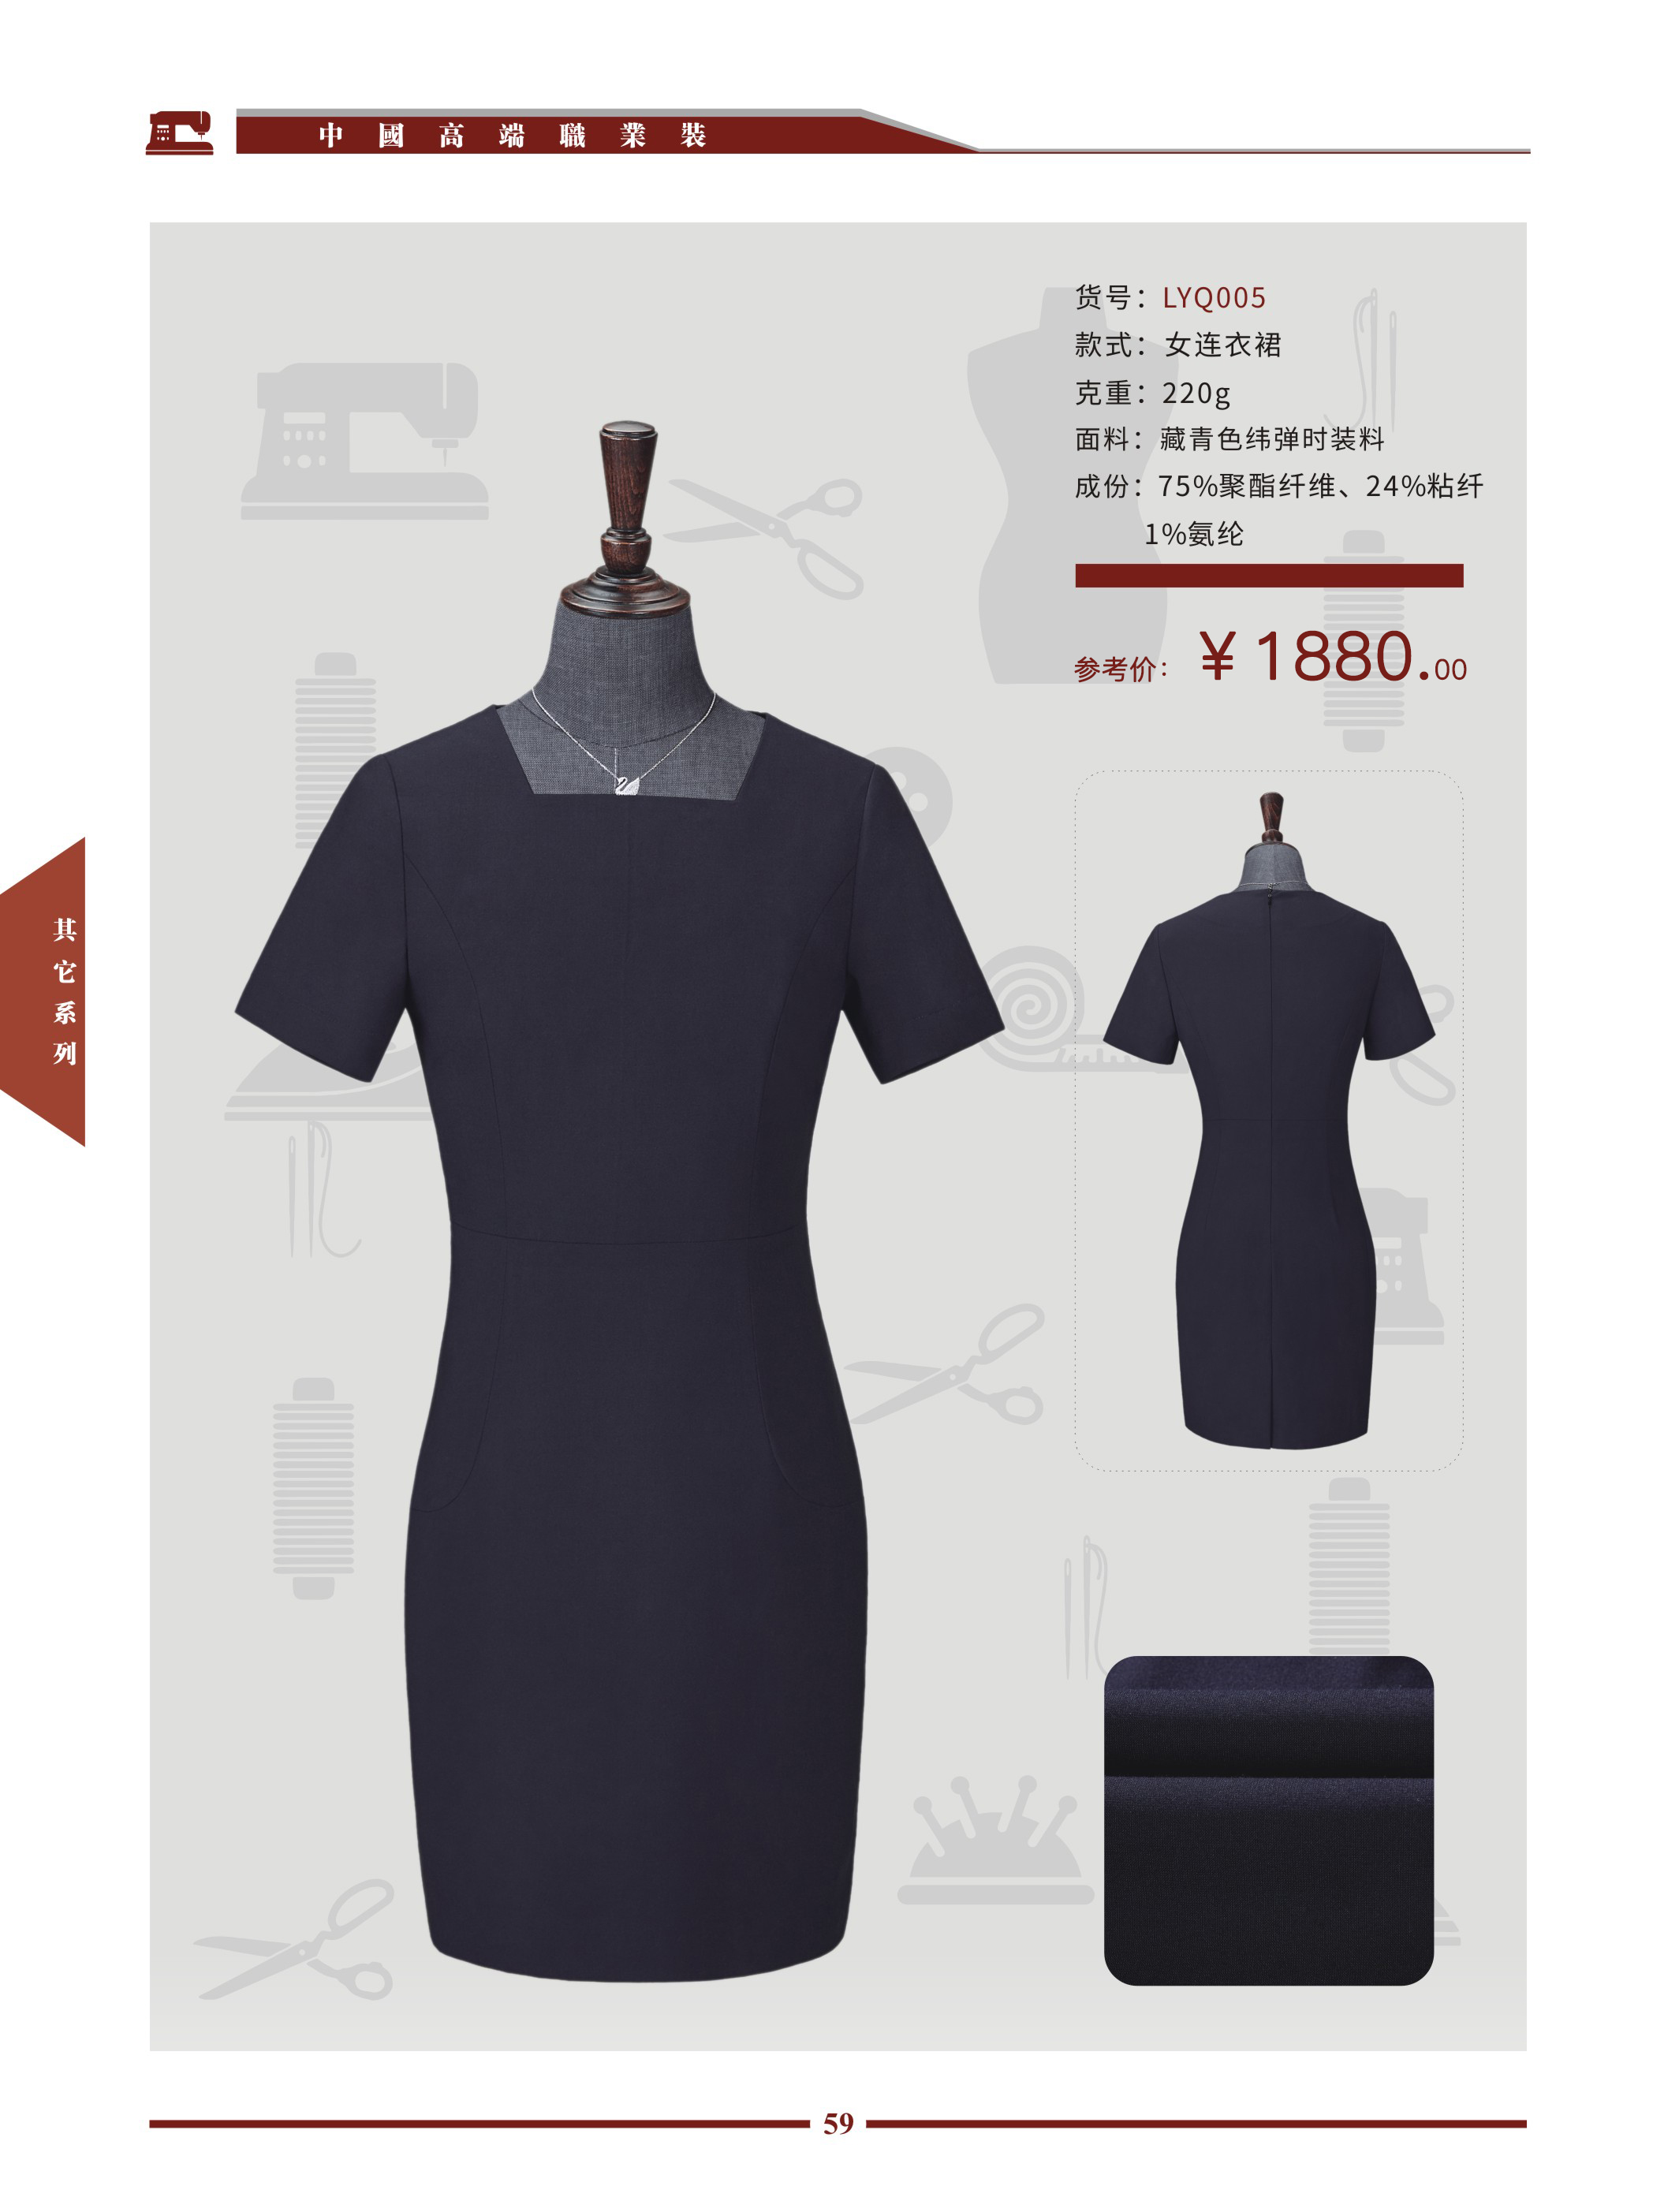 中國高端職業裝
货号：LYQ005
款式：女连衣裙
克重：220g
面料：藏青色纬弹时装料
成份：75%聚酯纤维、24%粘纤
1%氨纶
参考价：￥1880.00
其它系列
59